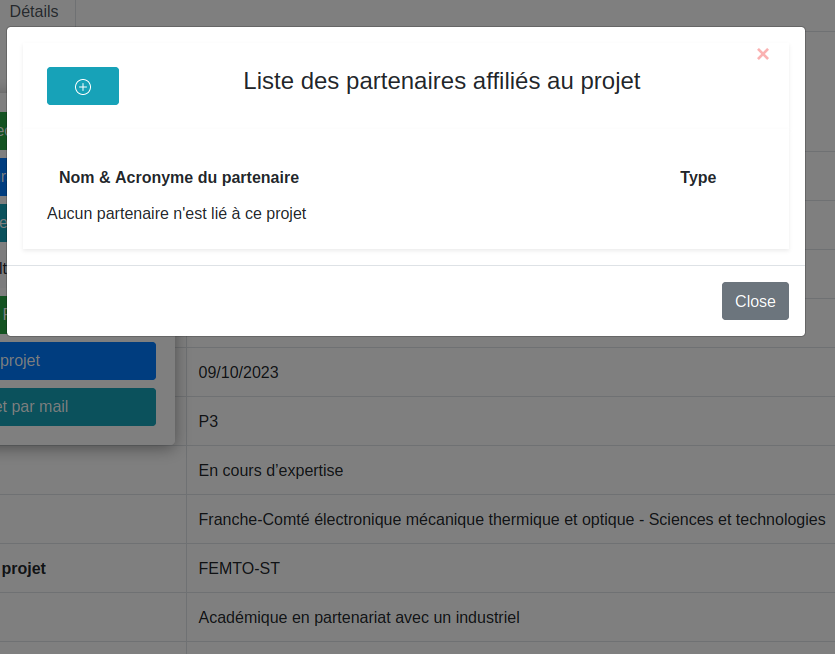 Détails
Liste des partenaires affiliés au projet
Nom & Acronyme du partenaire Type
Aucun partenaire n'est lié à ce projet
Close
projet
09/10/2023
par mail
P3
En cours d'expertise
Franche-Comté électronique mécanique thermique et optique - Sciences et technologies
projet FEMTO-ST
Académique en partenariat avec un industriel